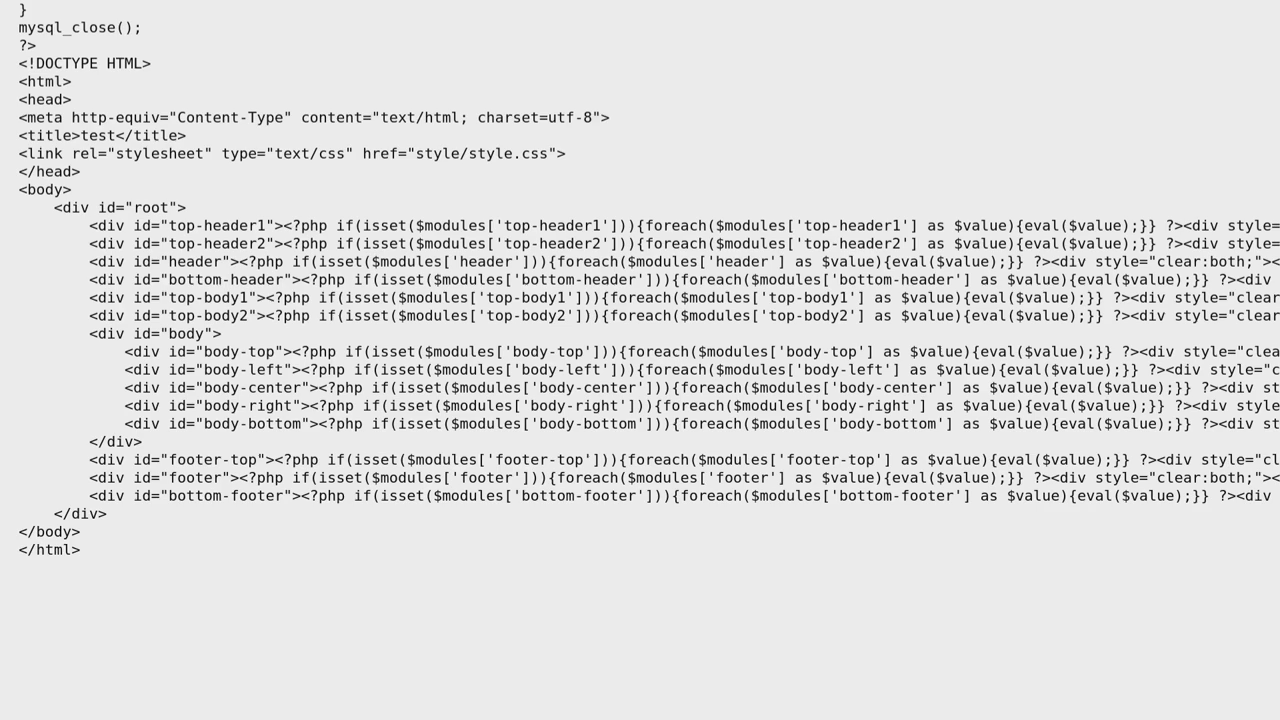 }
mysql_close();
?>
<!DOCTYPE HTML>
<html>
<head>
<meta http-equiv="Content-Type" content="text/html; charset=utf-8">
<title>test</title>
<link rel="stylesheet" type="text/css" href="style/style.css">
</head>
<body>
    <div id="root">
        <div id="top-header1"><?php if(isset($modules['top-header1'])){foreach($modules['top-header1'] as $value){eval($value);}} ?><div style=
        <div id="top-header2"><?php if(isset($modules['top-header2'])){foreach($modules['top-header2'] as $value){eval($value);}} ?><div style=
        <div id="header"><?php if(isset($modules['header'])){foreach($modules['header'] as $value){eval($value);}} ?><div style="clear:both;"><
        <div id="bottom-header"><?php if(isset($modules['bottom-header'])){foreach($modules['bottom-header'] as $value){eval($value);}} ?><div
        <div id="top-body1"><?php if(isset($modules['top-body1'])){foreach($modules['top-body1'] as $value){eval($value);}} ?><div style="clear
        <div id="top-body2"><?php if(isset($modules['top-body2'])){foreach($modules['top-body2'] as $value){eval($value);}} ?><div style="clear
        <div id="body">
            <div id="body-top"><?php if(isset($modules['body-top'])){foreach($modules['body-top'] as $value){eval($value);}} ?><div style="clea
            <div id="body-left"><?php if(isset($modules['body-left'])){foreach($modules['body-left'] as $value){eval($value);}} ?><div style="c
            <div id="body-center"><?php if(isset($modules['body-center'])){foreach($modules['body-center'] as $value){eval($value);}} ?><div st
            <div id="body-right"><?php if(isset($modules['body-right'])){foreach($modules['body-right'] as $value){eval($value);}} ?><div style
            <div id="body-bottom"><?php if(isset($modules['body-bottom'])){foreach($modules['body-bottom'] as $value){eval($value);}} ?><div st
        </div>
        <div id="footer-top"><?php if(isset($modules['footer-top'])){foreach($modules['footer-top'] as $value){eval($value);}} ?><div style="cl
        <div id="footer"><?php if(isset($modules['footer'])){foreach($modules['footer'] as $value){eval($value);}} ?><div style="clear:both;"><
        <div id="bottom-footer"><?php if(isset($modules['bottom-footer'])){foreach($modules['bottom-footer'] as $value){eval($value);}} ?><div
    </div>
</body>
</html>